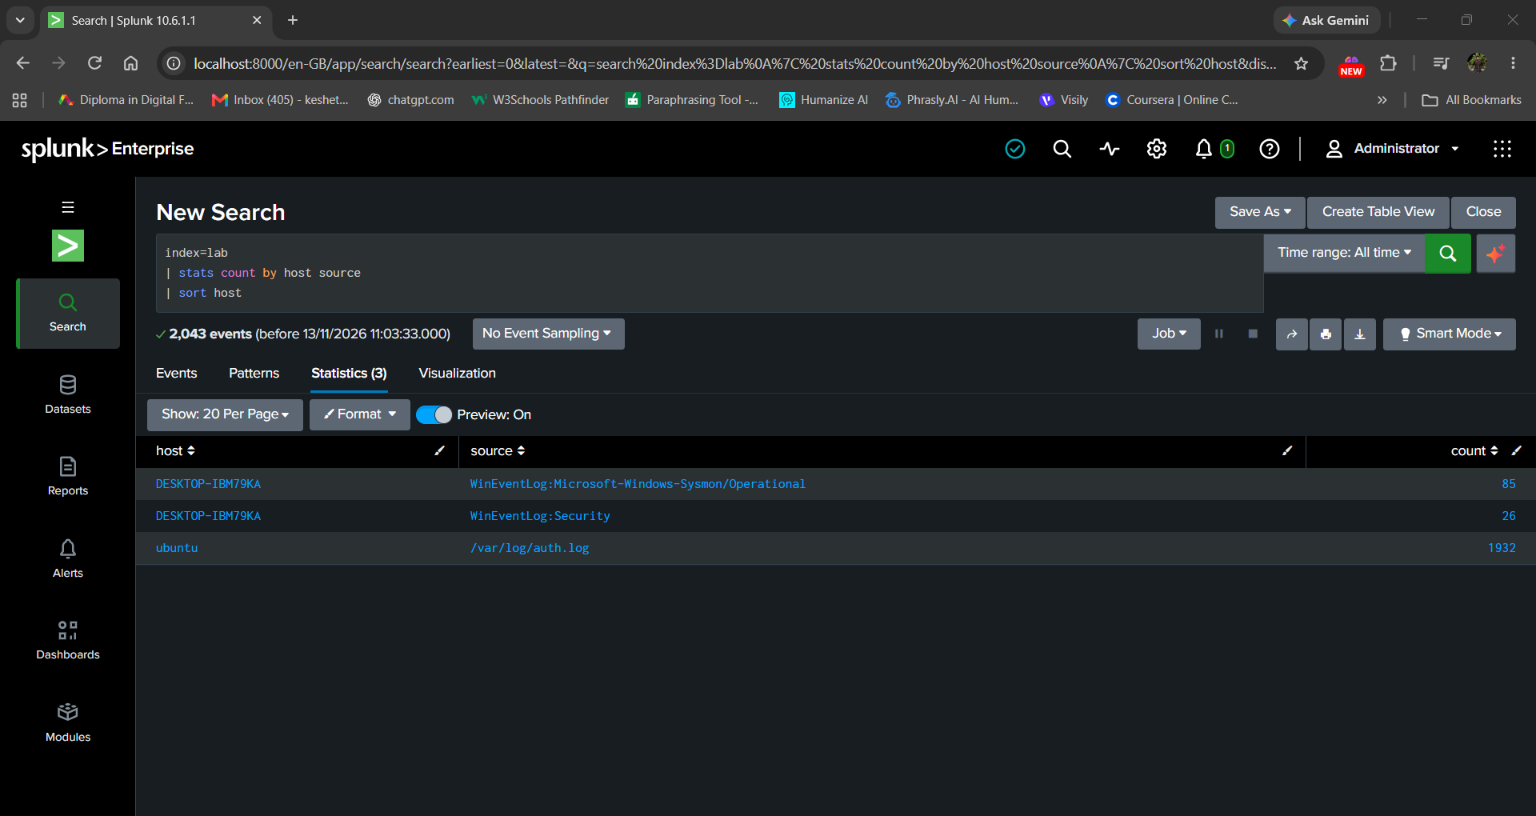 Search | Splunk 10.6.1.1
Ask Gemini
localhost:8000/en-GB/app/search/search?earliest=0&latest=&q=search%20index%3Dlab%0A%7C%20stats%20count%20by%20host%20source%0A%7C%20sort%20host&dis...
NEW
Diploma in Digital F...
Inbox (405) - keshet...
chatgpt.com
W3Schools Pathfinder
Paraphrasing Tool -...
Humanize AI
Phrasly.AI - AI Hum...
Visily
Coursera | Online C...
All Bookmarks
splunk> Enterprise
1
Administrator
New Search
Save As
Create Table View
Close
index=lab
| stats count by host source
| sort host
Time range: All time
2,043 events (before 13/11/2026 11:03:33.000)
No Event Sampling
Job
Smart Mode
Events
Patterns
Statistics (3)
Visualization
Show: 20 Per Page
Format
Preview: On
host
source
count
DESKTOP-IBM79KA
WinEventLog:Microsoft-Windows-Sysmon/Operational
85
DESKTOP-IBM79KA
WinEventLog:Security
26
ubuntu
/var/log/auth.log
1932
Search
Datasets
Reports
Alerts
Dashboards
Modules